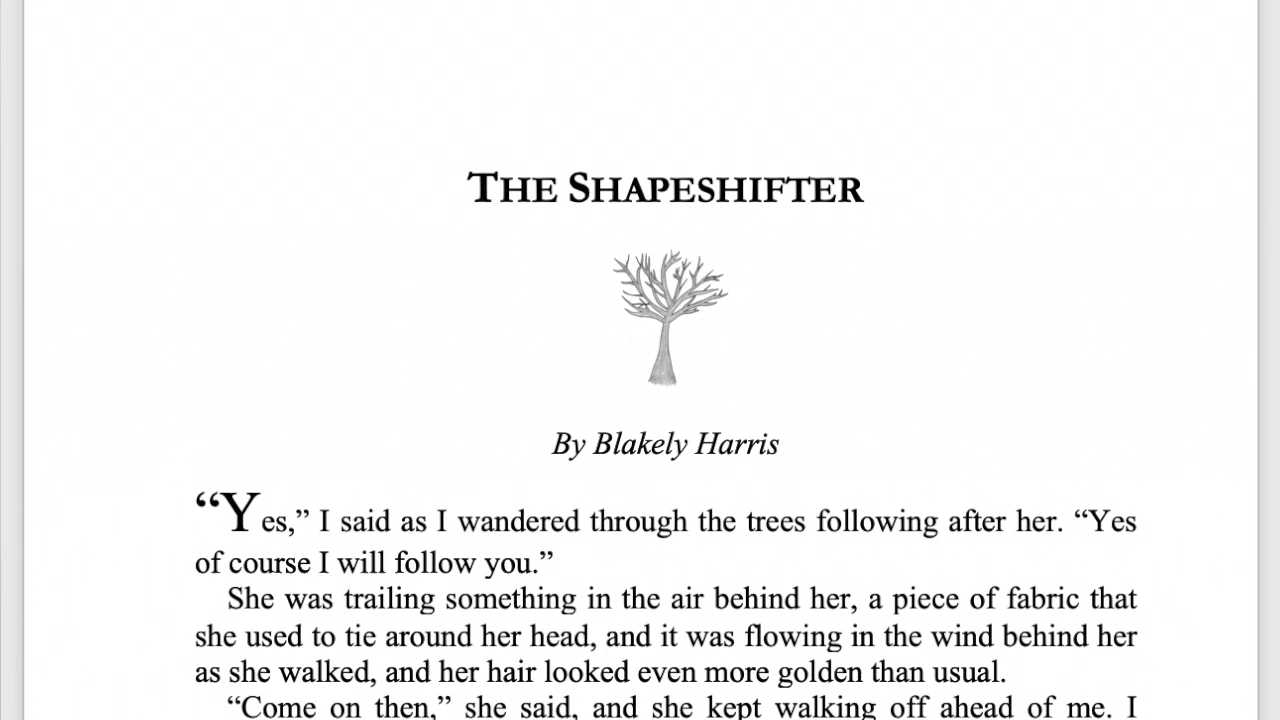 THE SHAPESHIFTER
By Blakely Harris
“Yes,” I said as I wandered through the trees following after her. “Yes
of course I will follow you.”
She was trailing something in the air behind her, a piece of fabric that
she used to tie around her head, and it was flowing in the wind behind her
as she walked, and her hair looked even more golden than usual.
“Come on then,” she said, and she kept walking off ahead of me. I